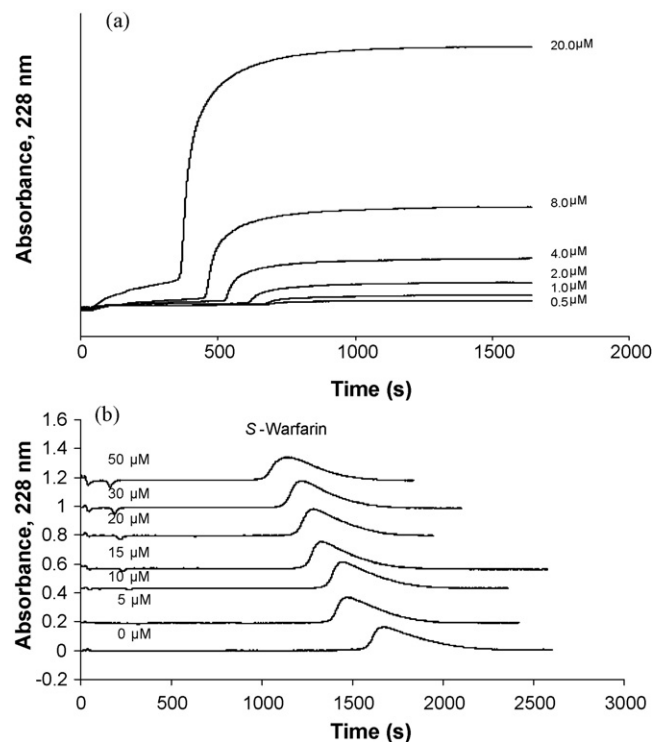 (a)
Absorbance, 228 nm
20.0μM
8.0μM
4.0μM
2.0μM
1.0μM
0.5μM
0 500 1000 1500 2000
Time (s)
(b)
Absorbance, 228 nm
S-Warfarin
1.6
1.4
1.2
1
0.8
0.6
0.4
0.2
0
-0.2
50 μM
30 μM
20 μM
15 μM
10 μM
5 μM
0 μM
0 500 1000 1500 2000 2500 3000
Time (s)